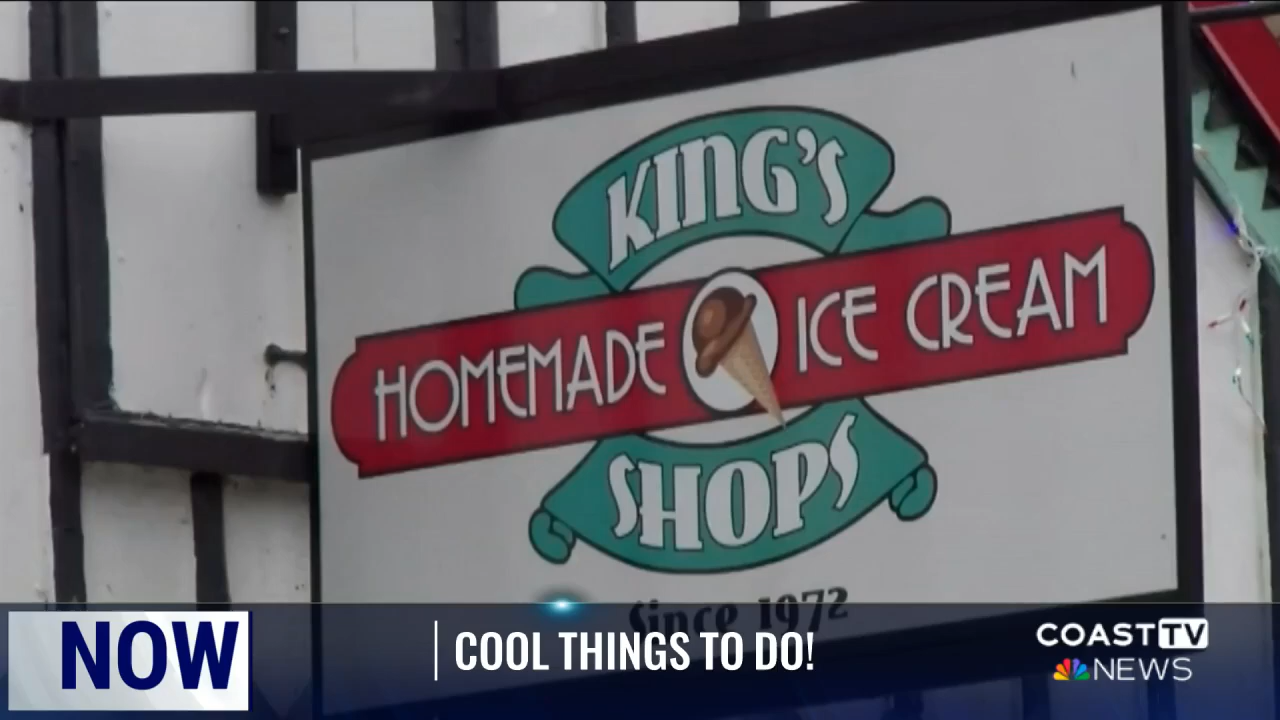 KING'S
HOMEMADE ICE CREAM
SHOPS
Since 1972
NOW
COOL THINGS TO DO!
COAST TV
NEWS